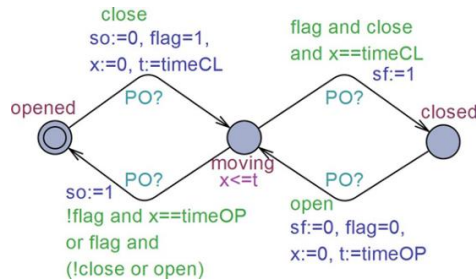 close
so:=0, flag=1,
x:=0, t:=timeCL
PO?
opened
flag and close
and x==timeCL
sf:=1
PO?
closed
moving
x<=t
PO?
so:=1
!flag and x==timeOP
or flag and
(!close or open)
PO?
open
sf:=0, flag=0,
x:=0, t:=timeOP